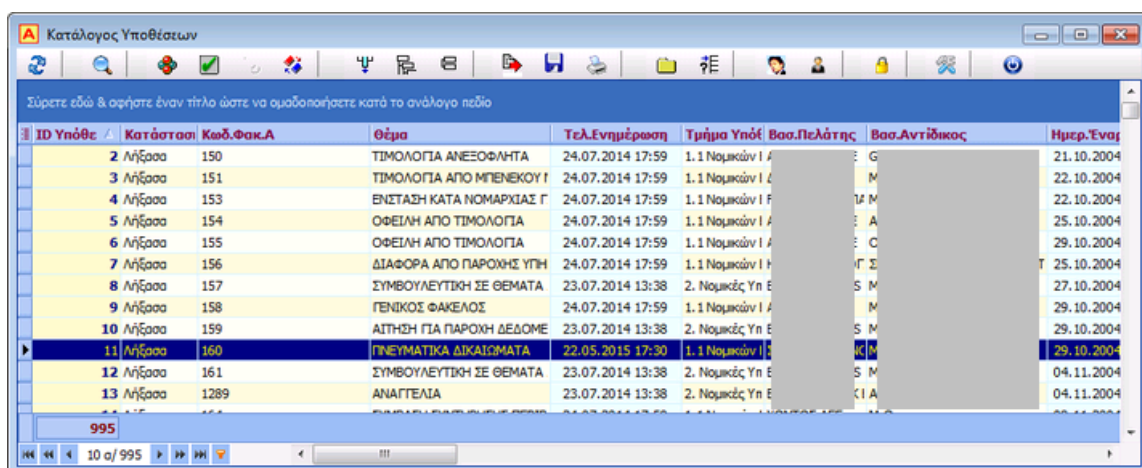 Κατάλογος Υποθέσεων
Σύρετε εδώ & αφήστε έναν τίτλο ώστε να ομαδοποιήσετε κατά το ανάλογο πεδίο
ID Υπόθε Κατάστασι Κωδ.Φακ.Α Θέμα Τελ.Ενημέρωση Τμήμα Υπόθ Βασ.Πελάτης Βασ.Αντίδικος Ημερ.Έναρ
2 Λήξασα 150 ΤΙΜΟΛΟΓΙΑ ΑΝΕΞΟΦΛΗΤΑ 24.07.2014 17:59 1.1 Νομικών Ι Α Ε G 21.10.2004
3 Λήξασα 151 ΤΙΜΟΛΟΓΙΑ ΑΠΟ ΜΠΕΝΕΚΟΥ Γ 24.07.2014 17:59 1.1 Νομικών Ι Μ 22.10.2004
4 Λήξασα 153 ΕΝΣΤΑΣΗ ΚΑΤΑ ΝΟΜΑΡΧΙΑΣ Γ 24.07.2014 17:59 1.1 Νομικών Ι Μ 22.10.2004
5 Λήξασα 154 ΟΦΕΙΛΗ ΑΠΟ ΤΙΜΟΛΟΓΙΑ 24.07.2014 17:59 1.1 Νομικών Ι Α Ε Α 25.10.2004
6 Λήξασα 155 ΟΦΕΙΛΗ ΑΠΟ ΤΙΜΟΛΟΓΙΑ 24.07.2014 17:59 1.1 Νομικών Ι Α Ε 29.10.2004
7 Λήξασα 156 ΔΙΑΦΟΡΑ ΑΠΟ ΠΑΡΟΧΗΣ ΥΠΗ 24.07.2014 17:59 1.1 Νομικών Ι Σ Τ 25.10.2004
8 Λήξασα 157 ΣΥΜΒΟΥΛΕΥΤΙΚΗ ΣΕ ΘΕΜΑΤΑ 23.07.2014 13:38 2. Νομικές Υπ Ε S Μ 27.10.2004
9 Λήξασα 158 ΓΕΝΙΚΟΣ ΦΑΚΕΛΟΣ 24.07.2014 17:59 1.1 Νομικών Ι Μ 29.10.2004
10 Λήξασα 159 ΑΙΤΗΣΗ ΓΙΑ ΠΑΡΟΧΗ ΔΕΔΟΜΕ 23.07.2014 13:38 2. Νομικές Υπ Ε S Μ 29.10.2004
11 Λήξασα 160 ΠΝΕΥΜΑΤΙΚΑ ΔΙΚΑΙΩΜΑΤΑ 22.05.2015 17:30 1.1 Νομικών Ι Σ Μ 29.10.2004
12 Λήξασα 161 ΣΥΜΒΟΥΛΕΥΤΙΚΗ ΣΕ ΘΕΜΑΤΑ 23.07.2014 13:38 2. Νομικές Υπ Ε S Μ 04.11.2004
13 Λήξασα 1289 ΑΝΑΓΓΕΛΙΑ 23.07.2014 13:38 2. Νομικές Υπ Ε Α 04.11.2004
995
10 α/ 995